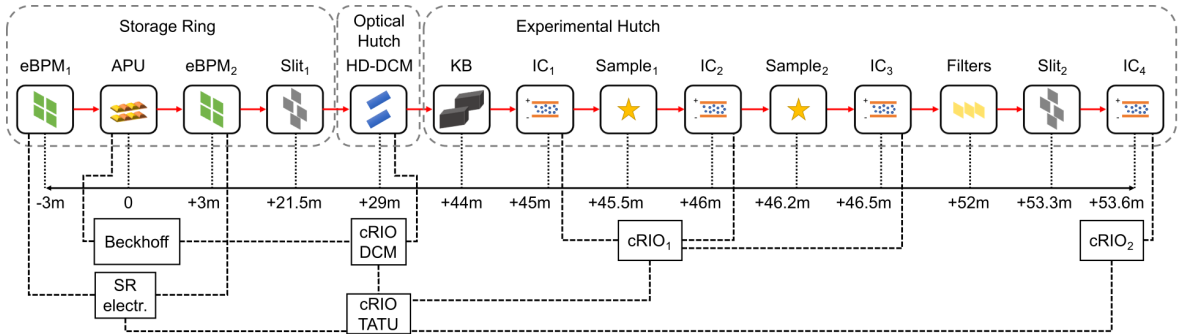 Storage Ring
Optical
Hutch
Experimental Hutch
eBPM₁ APU eBPM₂ Slit₁ HD-DCM KB IC₁ Sample₁ IC₂ Sample₂ IC₃ Filters Slit₂ IC₄
+ + + +
- - - -
-3m 0 +3m +21.5m +29m +44m +45m +45.5m +46m +46.2m +46.5m +52m +53.3m +53.6m
Beckhoff
cRIO
DCM
cRIO₁
cRIO₂
SR
electr.
cRIO
TATU